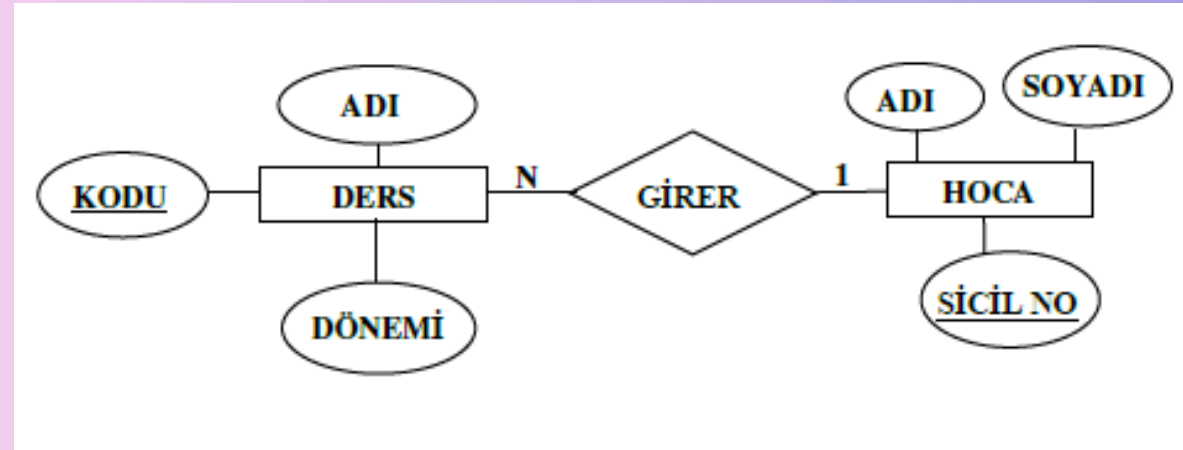 ADI
KODU
DERS
DÖNEMİ
N
GİRER
1
ADI
SOYADI
HOCA
SİCİL NO